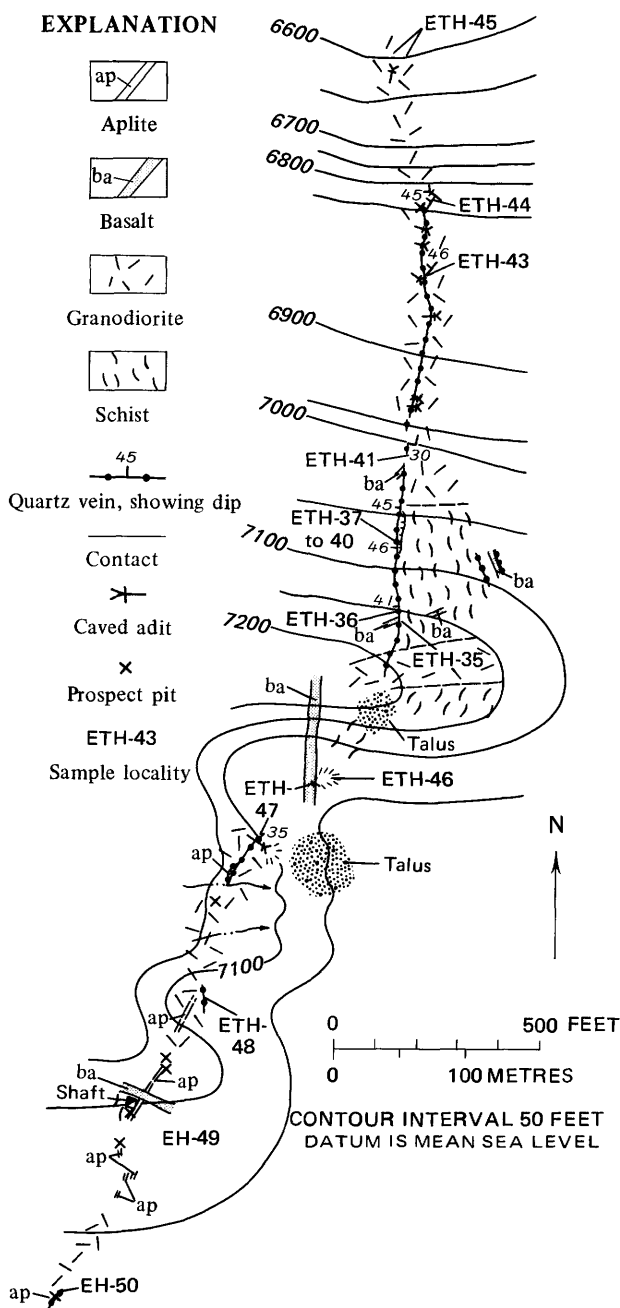 EXPLANATION
ap
Aplite
ba
Basalt
Granodiorite
Schist
45
Quartz vein, showing dip
Contact
Caved adit
Prospect pit
ETH-43
Sample locality
6600
ETH-45
6700
6800
45
ETH-44
46
ETH-43
6900
7000
ETH-41
30
ba
45
ETH-37
to 40
46
7100
ba
41
ETH-36
7200
ba
ba
ETH-35
ba
Talus
ETH-
47
ETH-46
35
ap
Talus
N
7100
ap
ETH-
48
0 500 FEET
0 100 METRES
CONTOUR INTERVAL 50 FEET
DATUM IS MEAN SEA LEVEL
ba
ap
Shaft
EH-49
ap
ap
ap
EH-50